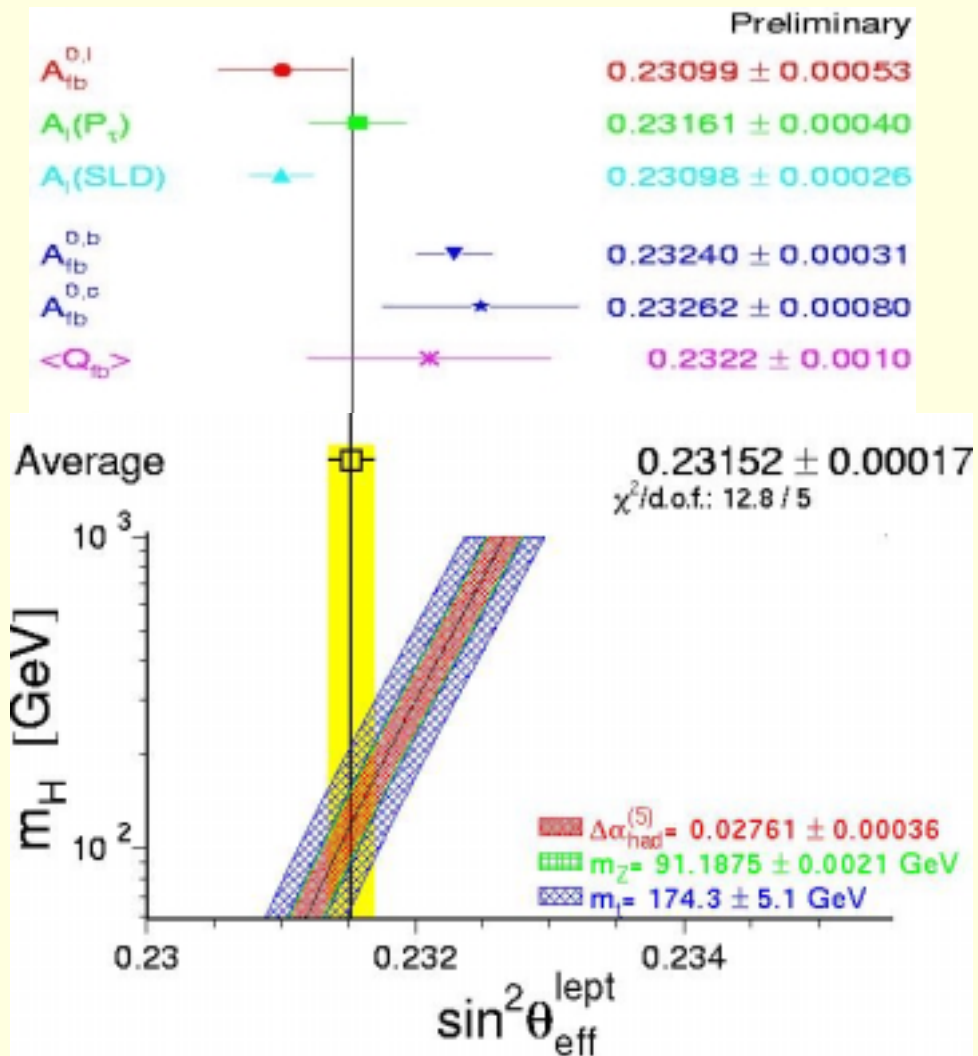 Preliminary
A_fb^0,l 0.23099 ± 0.00053
A_l(P_τ) 0.23161 ± 0.00040
A_l(SLD) 0.23098 ± 0.00026
A_fb^0,b 0.23240 ± 0.00031
A_fb^0,c 0.23262 ± 0.00080
<Q_fb> 0.2322 ± 0.0010
Average 0.23152 ± 0.00017
χ²/d.o.f.: 12.8 / 5
10³
m_H [GeV]
10²
Δα_had^(5)= 0.02761 ± 0.00036
m_Z= 91.1875 ± 0.0021 GeV
m_t= 174.3 ± 5.1 GeV
0.23 0.232 0.234
sin²θ_eff^lept